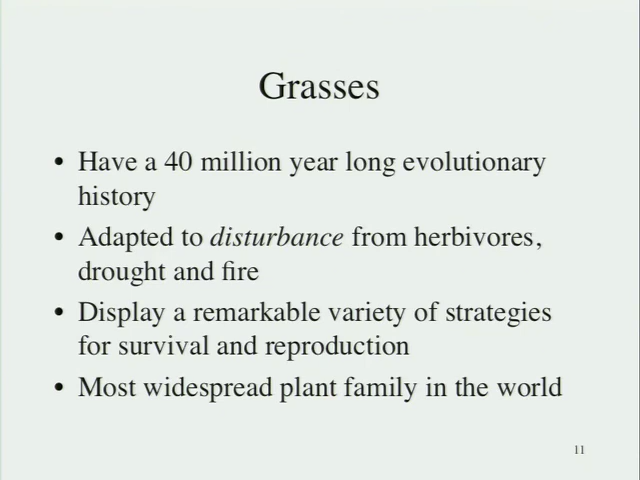 Grasses
• Have a 40 million year long evolutionary
history
• Adapted to disturbance from herbivores,
drought and fire
• Display a remarkable variety of strategies
for survival and reproduction
• Most widespread plant family in the world
11